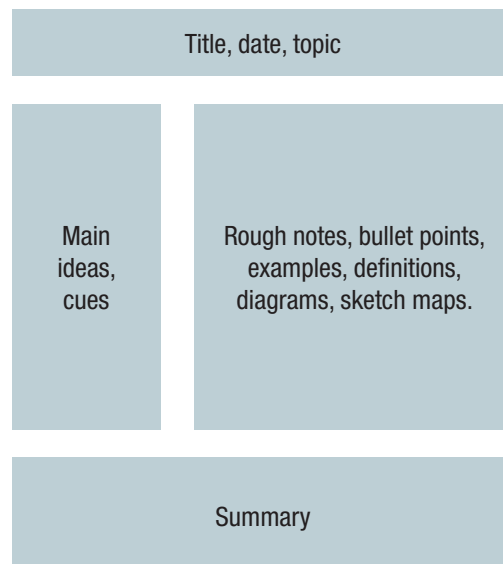 Title, date, topic
Main
ideas,
cues
Rough notes, bullet points,
examples, definitions,
diagrams, sketch maps.
Summary